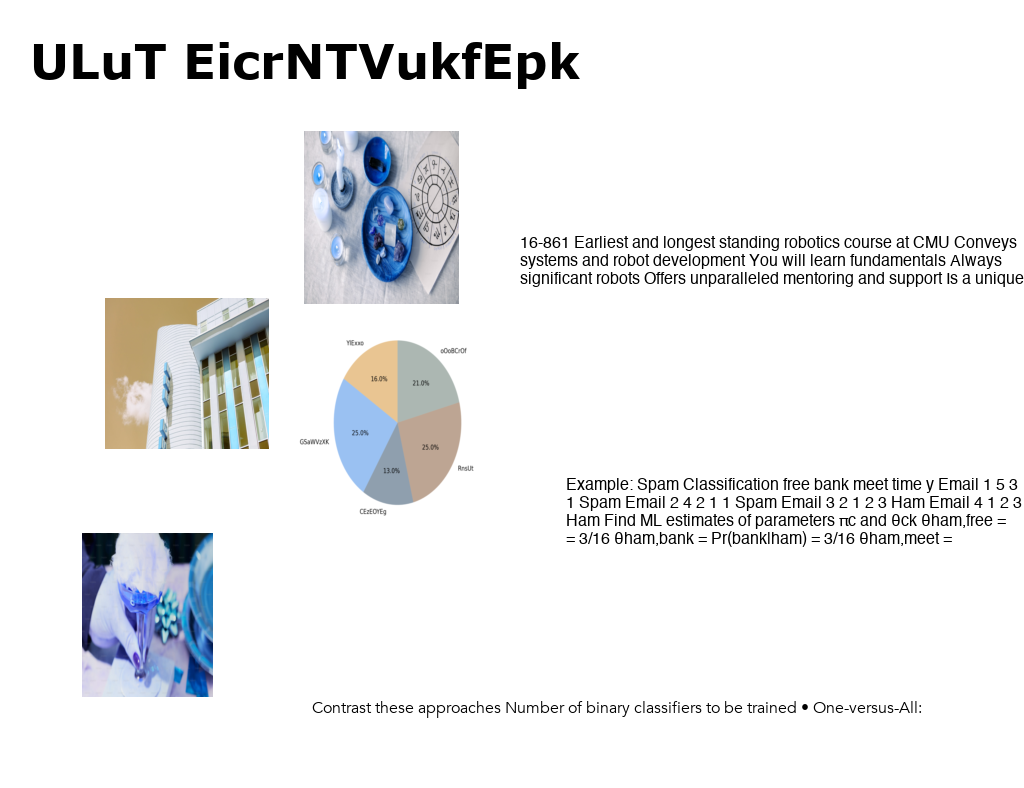 ULuT EicrNTVukfEpk
16-861 Earliest and longest standing robotics course at CMU Conveys
systems and robot development You will learn fundamentals Always
significant robots Offers unparalleled mentoring and support Is a unique
YlExxo
oOoBCrOf
16.0%
21.0%
25.0%
25.0%
GSaWVzXK
RnsUt
13.0%
CEzEOYEg
Example: Spam Classification free bank meet time y Email 1 5 3
1 Spam Email 2 4 2 1 1 Spam Email 3 2 1 2 3 Ham Email 4 1 2 3
Ham Find ML estimates of parameters πc and θck θham,free =
= 3/16 θham,bank = Pr(bank|ham) = 3/16 θham,meet =
Contrast these approaches Number of binary classifiers to be trained • One-versus-All: